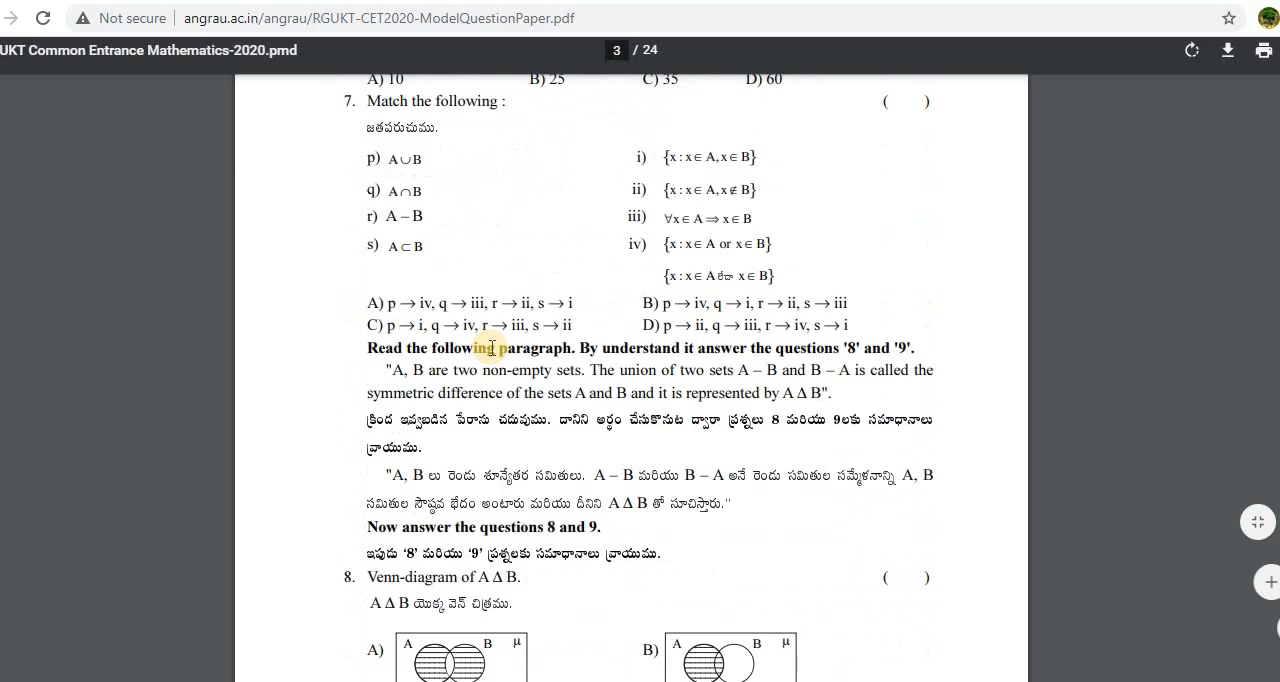 Not secure | angrau.ac.in/angrau/RGUKT-CET2020-ModelQuestionPaper.pdf
UKT Common Entrance Mathematics-2020.pmd 3 / 24
A) 10 B) 25 C) 35 D) 60
7. Match the following : ( )
జతపరుచుము.
p) A∪B i) {x : x∈ A, x∈ B}
q) A∩B ii) {x : x∈ A, x∉ B}
r) A – B iii) ∀x∈ A ⇒ x∈ B
s) A⊂B iv) {x : x∈ A or x∈ B}
{x : x∈ A లేదా x∈ B}
A) p → iv, q → iii, r → ii, s → i B) p → iv, q → i, r → ii, s → iii
C) p → i, q → iv, r → iii, s → ii D) p → ii, q → iii, r → iv, s → i
Read the following paragraph. By understand it answer the questions '8' and '9'.
"A, B are two non-empty sets. The union of two sets A – B and B – A is called the
symmetric difference of the sets A and B and it is represented by A Δ B".
క్రింద ఇవ్వబడిన పేరాను చదువుము. దానిని అర్థం చేసుకొనుట ద్వారా ప్రశ్నలు 8 మరియు 9లకు సమాధానాలు
వ్రాయుము.
"A, B లు రెండు శూన్యేతర సమితులు. A – B మరియు B – A అనే రెండు సమితుల సమ్మేళనాన్ని A, B
సమితుల సౌష్ఠవ భేదం అంటారు మరియు దీనిని A Δ B తో సూచిస్తారు."
Now answer the questions 8 and 9.
ఇపుడు '8' మరియు '9' ప్రశ్నలకు సమాధానాలు వ్రాయుము.
8. Venn-diagram of A Δ B. ( )
A Δ B యొక్క వెన్ చిత్రము.
A) A B μ B) A B μ